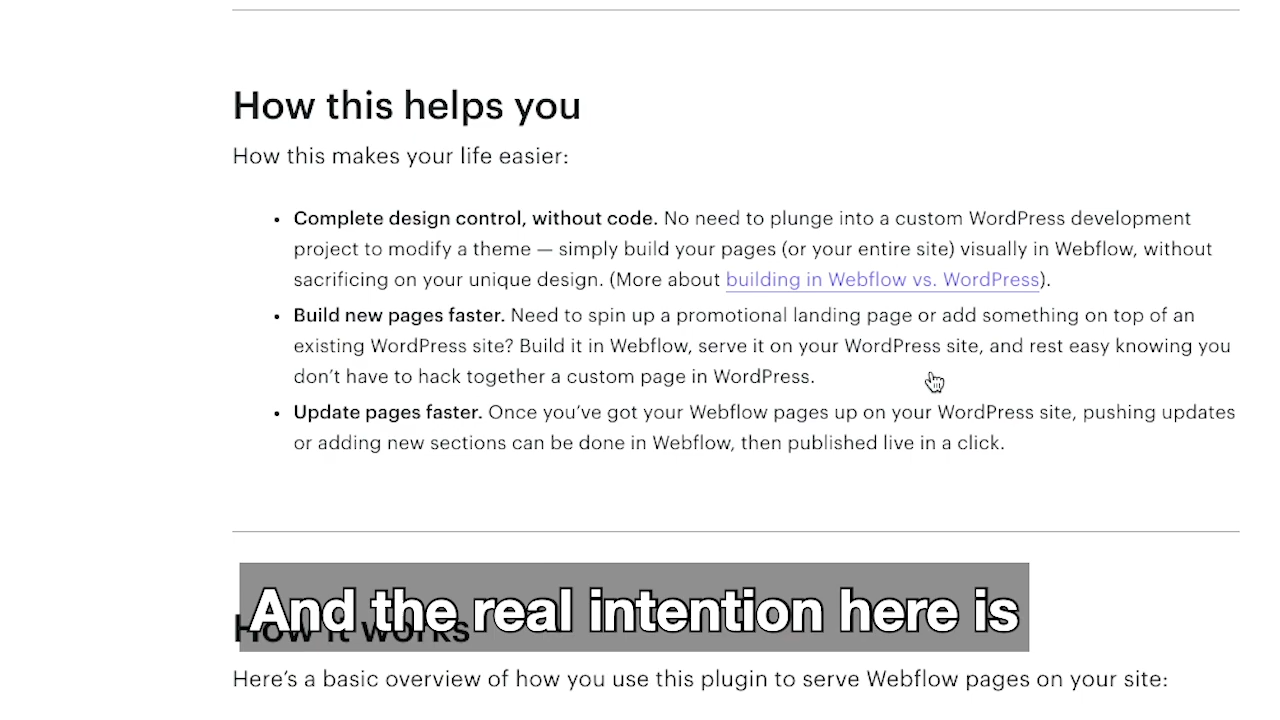 How this helps you
How this makes your life easier:
• Complete design control, without code. No need to plunge into a custom WordPress development
project to modify a theme — simply build your pages (or your entire site) visually in Webflow, without
sacrificing on your unique design. (More about building in Webflow vs. WordPress).
• Build new pages faster. Need to spin up a promotional landing page or add something on top of an
existing WordPress site? Build it in Webflow, serve it on your WordPress site, and rest easy knowing you
don’t have to hack together a custom page in WordPress.
• Update pages faster. Once you’ve got your Webflow pages up on your WordPress site, pushing updates
or adding new sections can be done in Webflow, then published live in a click.
And the real intention here is
How it works
Here’s a basic overview of how you use this plugin to serve Webflow pages on your site: